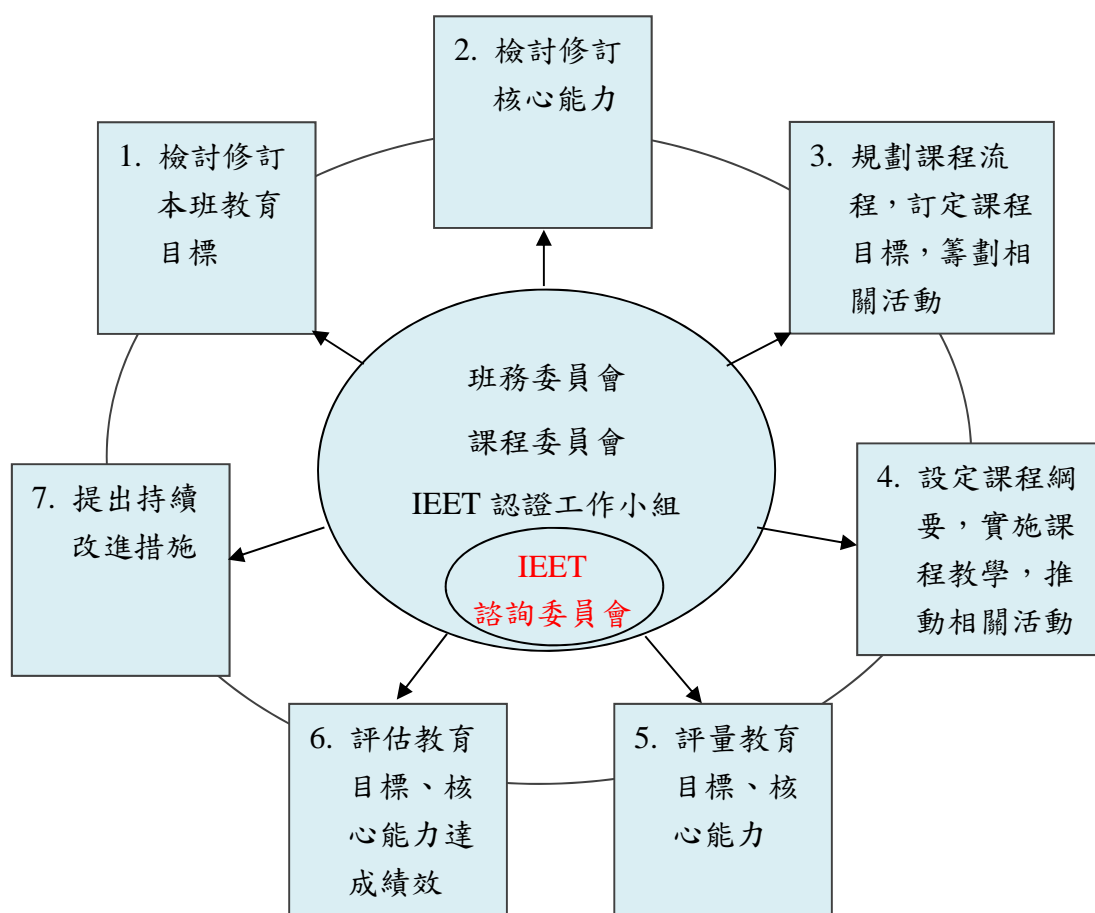 1. 檢討修訂
本班教育
目標
2. 檢討修訂
核心能力
3. 規劃課程流
程，訂定課程
目標，籌劃相
關活動
4. 設定課程綱
要，實施課
程教學，推
動相關活動
5. 評量教育
目標、核
心能力
6. 評估教育
目標、核
心能力達
成績效
7. 提出持續
改進措施
班務委員會
課程委員會
IEET 認證工作小組
IEET
諮詢委員會